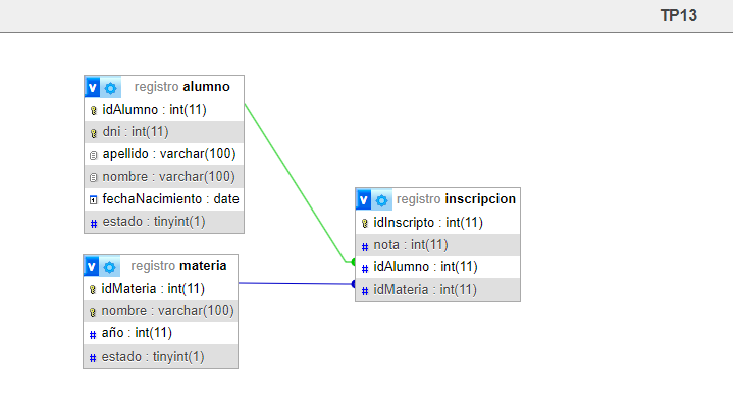 TP13
v registro alumno
idAlumno : int(11)
dni : int(11)
apellido : varchar(100)
nombre : varchar(100)
fechaNacimiento : date
# estado : tinyint(1)
v registro materia
idMateria : int(11)
nombre : varchar(100)
# año : int(11)
# estado : tinyint(1)
v registro inscripcion
idInscripto : int(11)
# nota : int(11)
# idAlumno : int(11)
# idMateria : int(11)